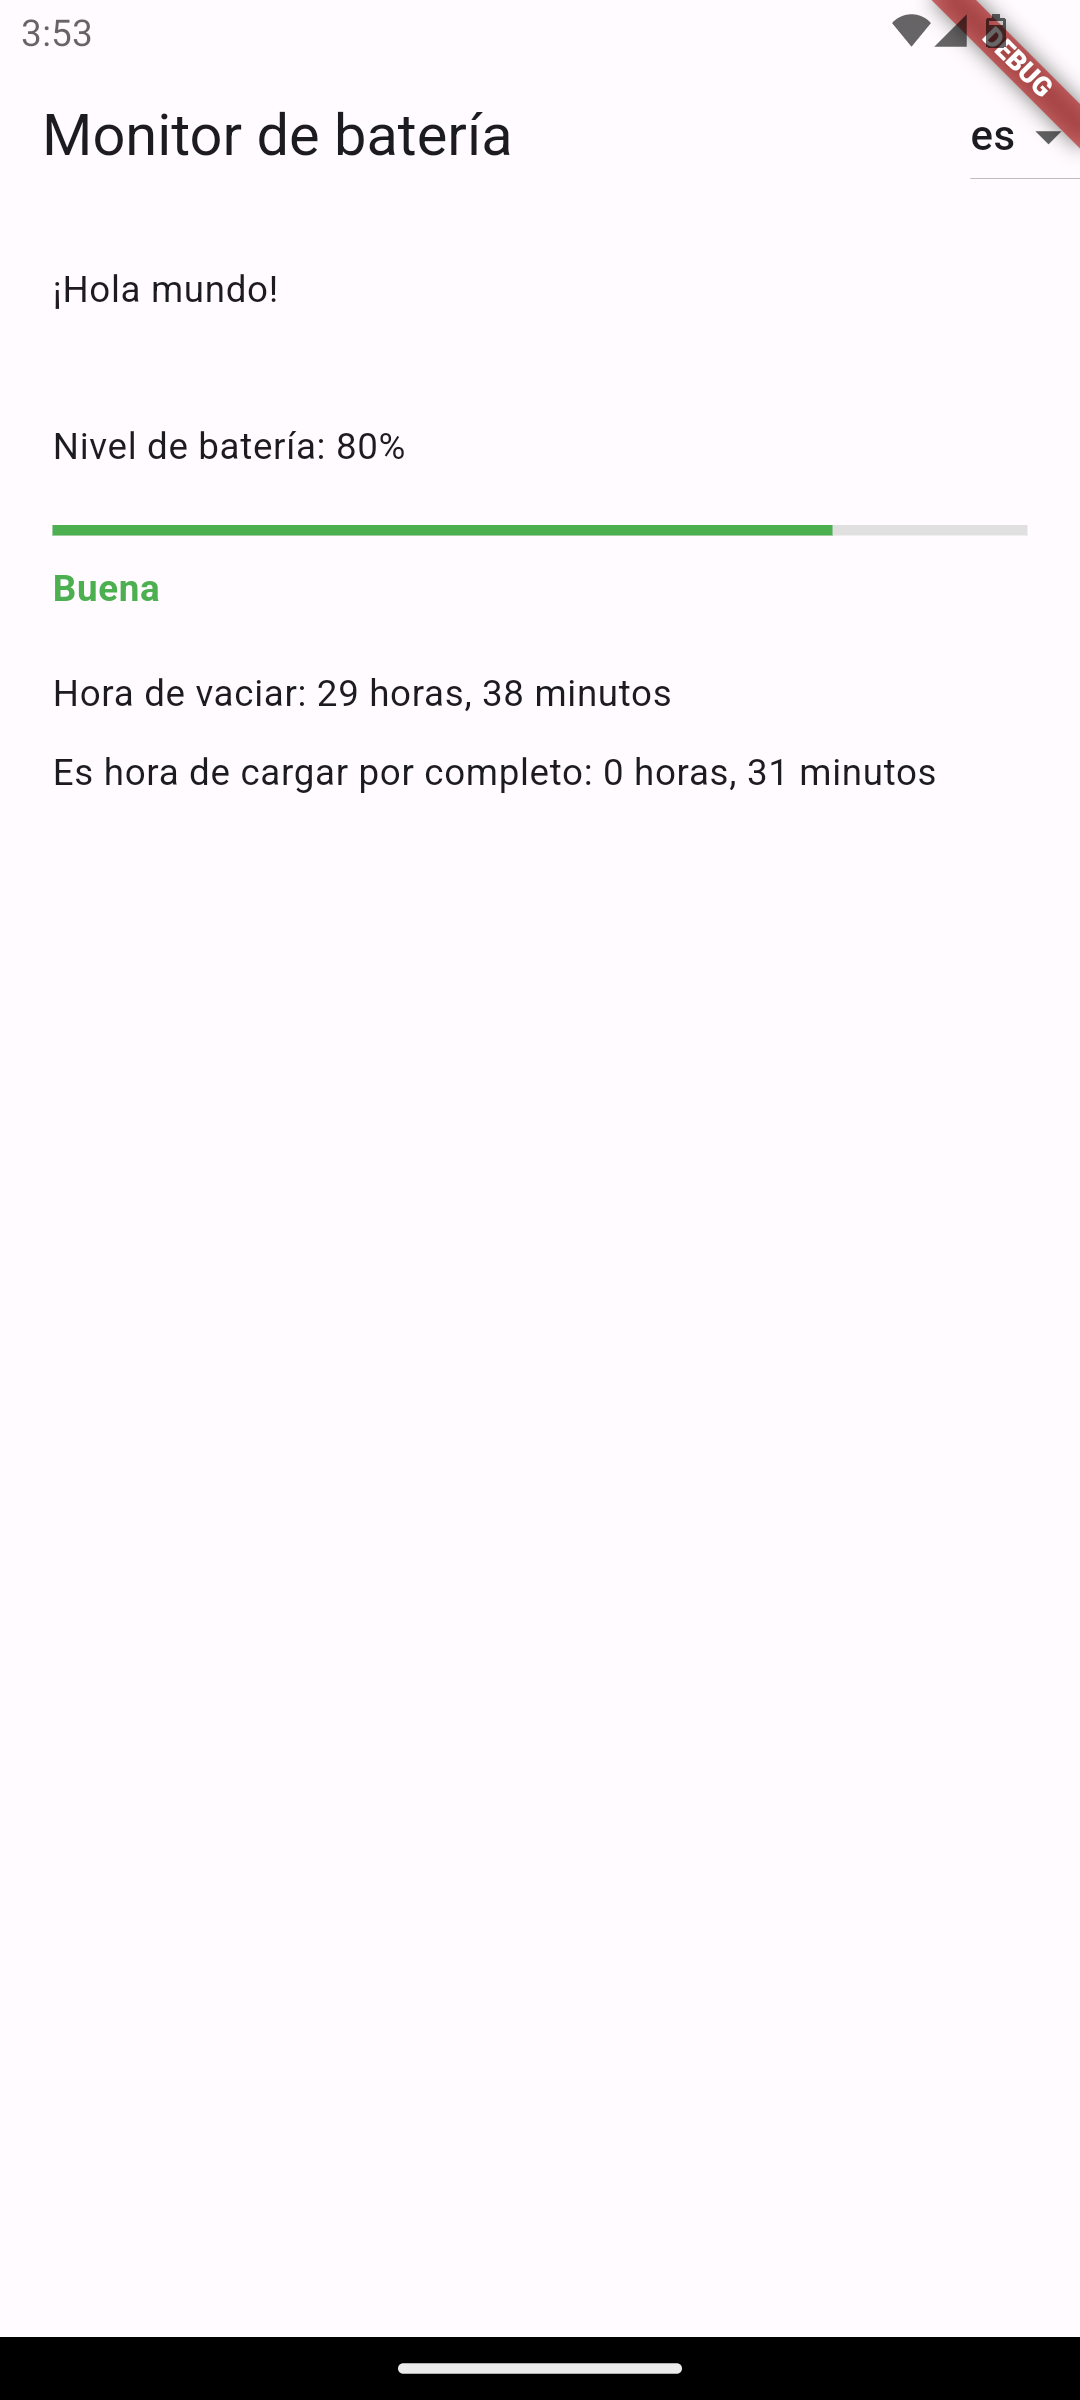 3:53
DEBUG
Monitor de batería
es
¡Hola mundo!
Nivel de batería: 80%
Buena
Hora de vaciar: 29 horas, 38 minutos
Es hora de cargar por completo: 0 horas, 31 minutos